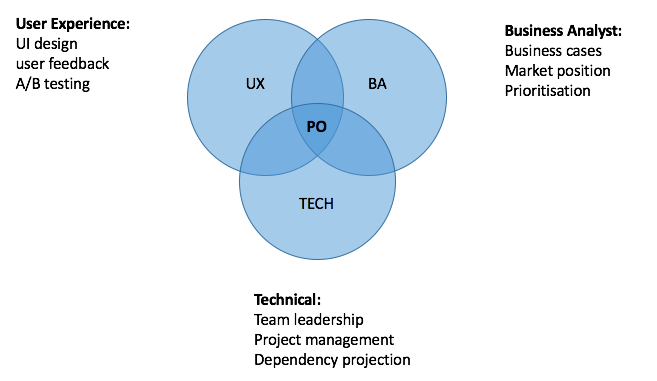 User Experience:
UI design
user feedback
A/B testing
Business Analyst:
Business cases
Market position
Prioritisation
UX
BA
PO
TECH
Technical:
Team leadership
Project management
Dependency projection